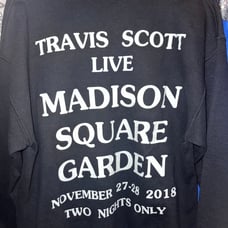 TRAVIS SCOTT
LIVE
MADISON
SQUARE
GARDEN
NOVEMBER 27-28 2018
TWO NIGHTS ONLY